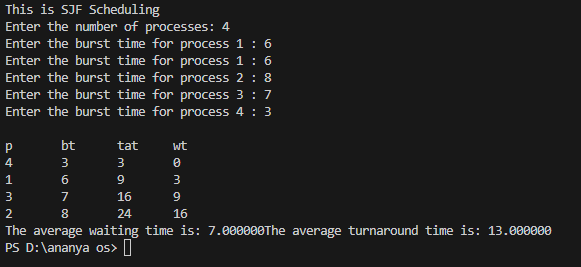 This is SJF Scheduling
Enter the number of processes: 4
Enter the burst time for process 1 : 6
Enter the burst time for process 1 : 6
Enter the burst time for process 2 : 8
Enter the burst time for process 3 : 7
Enter the burst time for process 4 : 3
p bt tat wt
4 3 3 0
1 6 9 3
3 7 16 9
2 8 24 16
The average waiting time is: 7.000000The average turnaround time is: 13.000000
PS D:\ananya os>